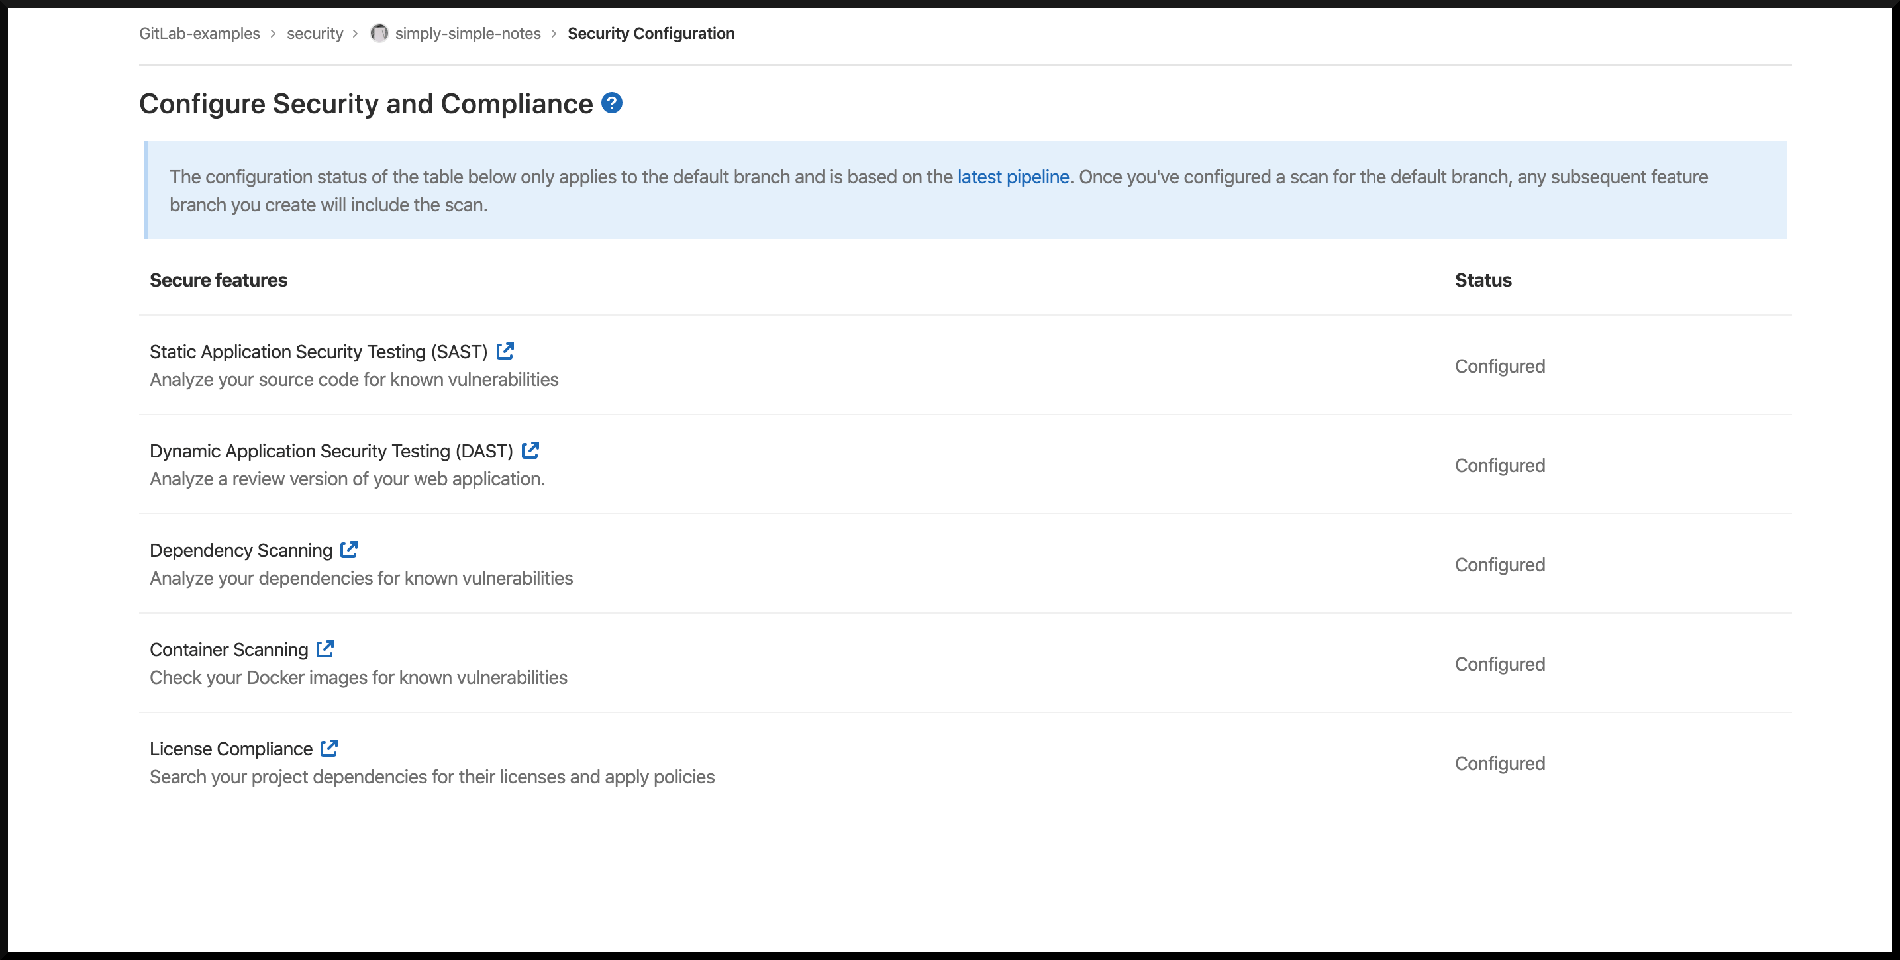 GitLab-examples > security > simply-simple-notes > Security Configuration
Configure Security and Compliance ?
The configuration status of the table below only applies to the default branch and is based on the latest pipeline. Once you've configured a scan for the default branch, any subsequent feature
branch you create will include the scan.
Secure features Status
Static Application Security Testing (SAST)
Analyze your source code for known vulnerabilities
Configured
Dynamic Application Security Testing (DAST)
Analyze a review version of your web application.
Configured
Dependency Scanning
Analyze your dependencies for known vulnerabilities
Configured
Container Scanning
Check your Docker images for known vulnerabilities
Configured
License Compliance
Search your project dependencies for their licenses and apply policies
Configured